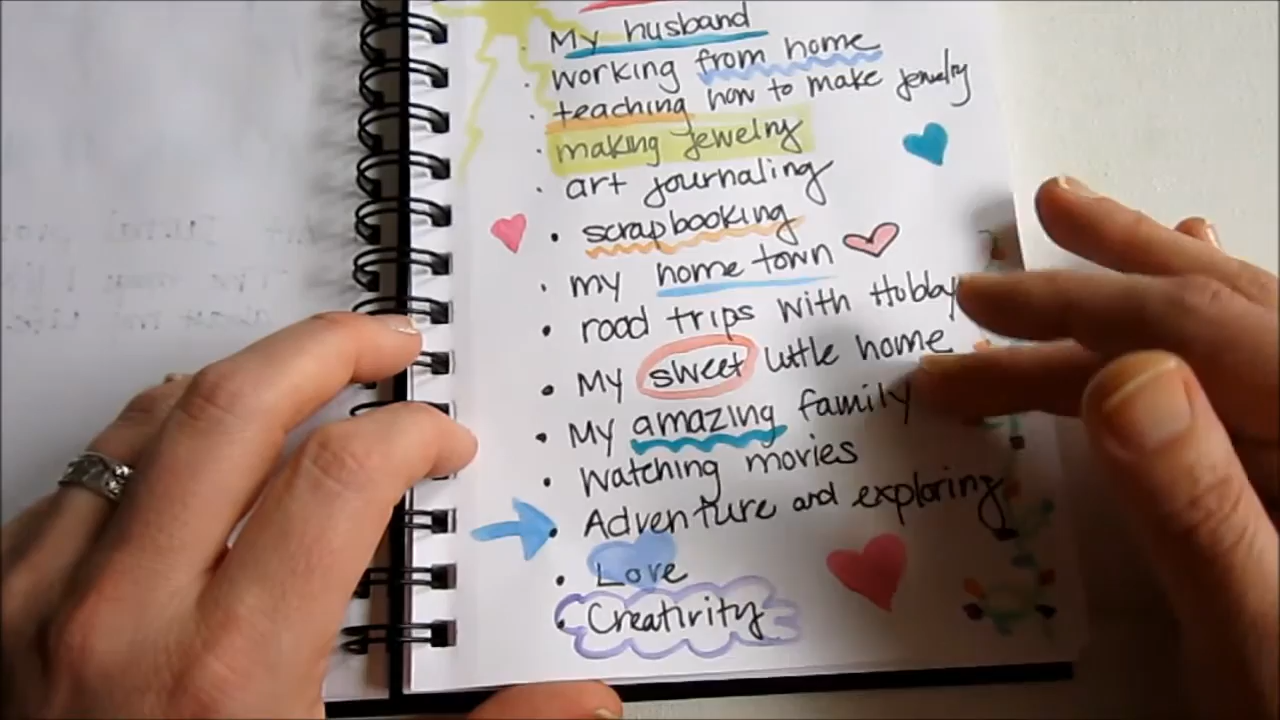 My husband
working from home
teaching how to make jewelry
making jewelry
art journaling
scrapbooking
my home town
road trips with Hubby
My sweet little home
My amazing family
Watching movies
Adventure and exploring
Love
Creativity